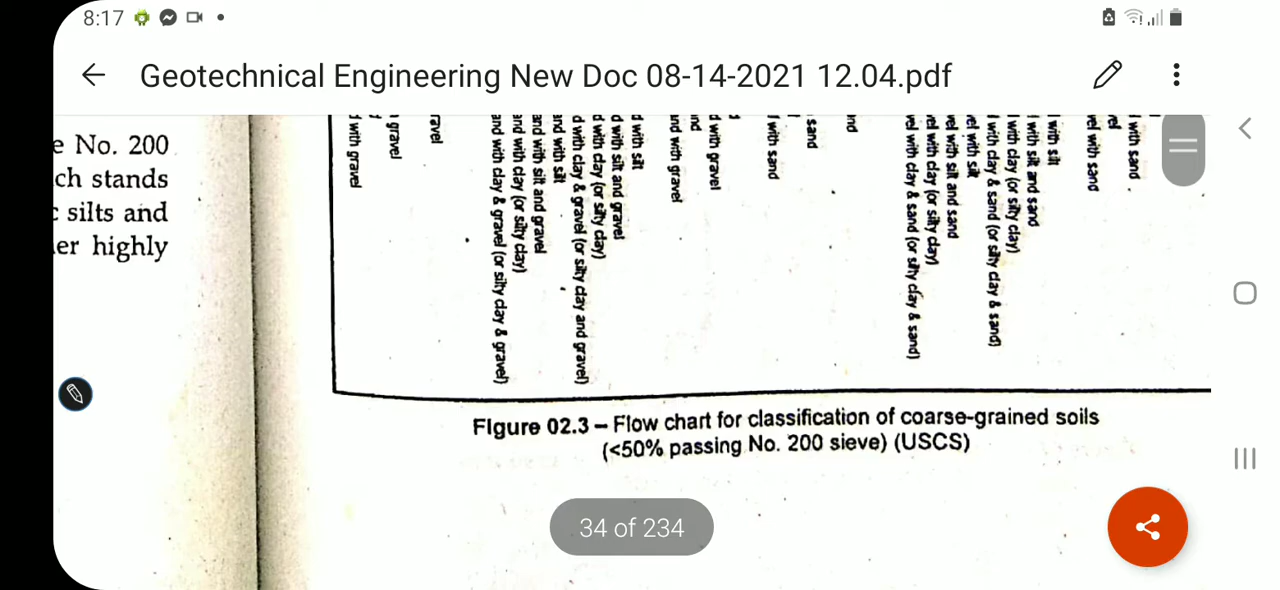 8:17
Geotechnical Engineering New Doc 08-14-2021 12.04.pdf
e No. 200
ch stands
silts and
er highly
l with sand
vel with sand
l with silt
l with silt and sand
l with clay (or silty clay)
l with clay & sand (or silty clay & sand)
vel with silt
vel with silt and sand
vel with clay (or silty clay)
vel with clay & sand (or silty clay & sand)
nd
sand
l with sand
d with gravel
nd
and with gravel
d with silt
d with silt and gravel
d with clay (or silty clay)
d with clay & gravel (or silty clay and gravel)
and with silt
and with silt and gravel
and with clay (or silty clay)
and with clay & gravel (or silty clay & gravel)
ravel
gravel
d with gravel
Figure 02.3 – Flow chart for classification of coarse-grained soils
(<50% passing No. 200 sieve) (USCS)
34 of 234